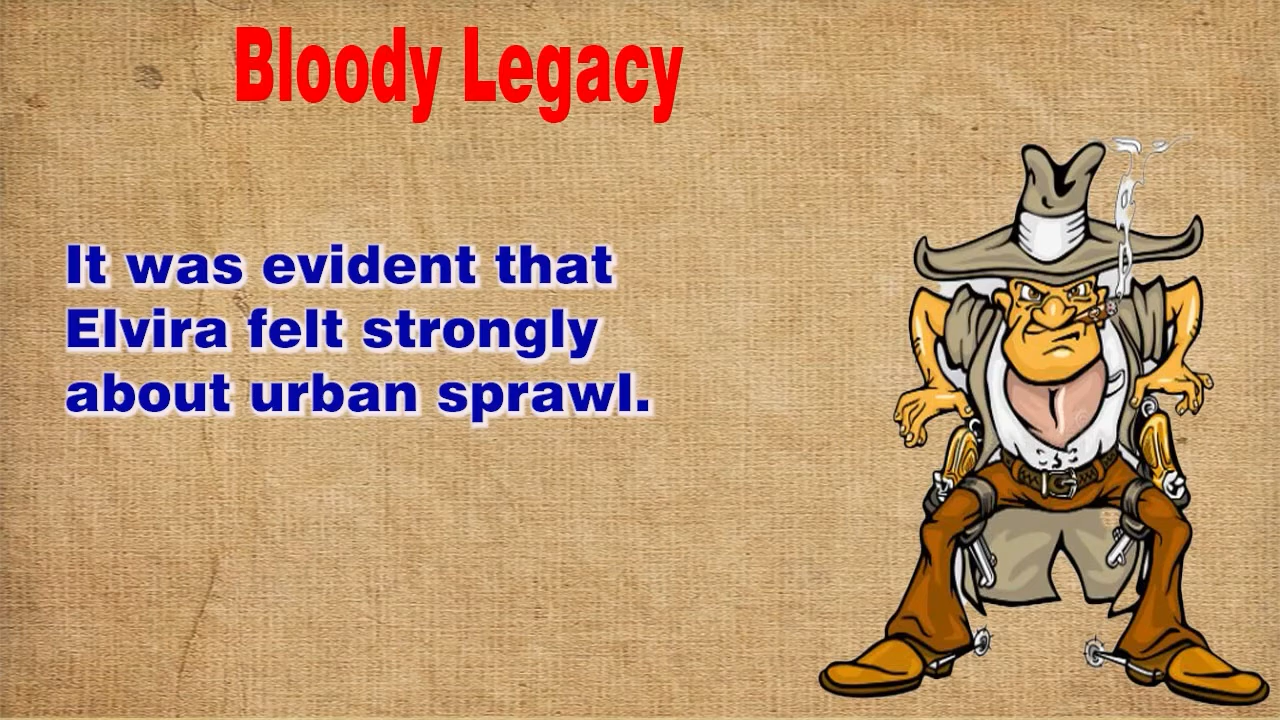 Bloody Legacy
It was evident that
Elvira felt strongly
about urban sprawl.